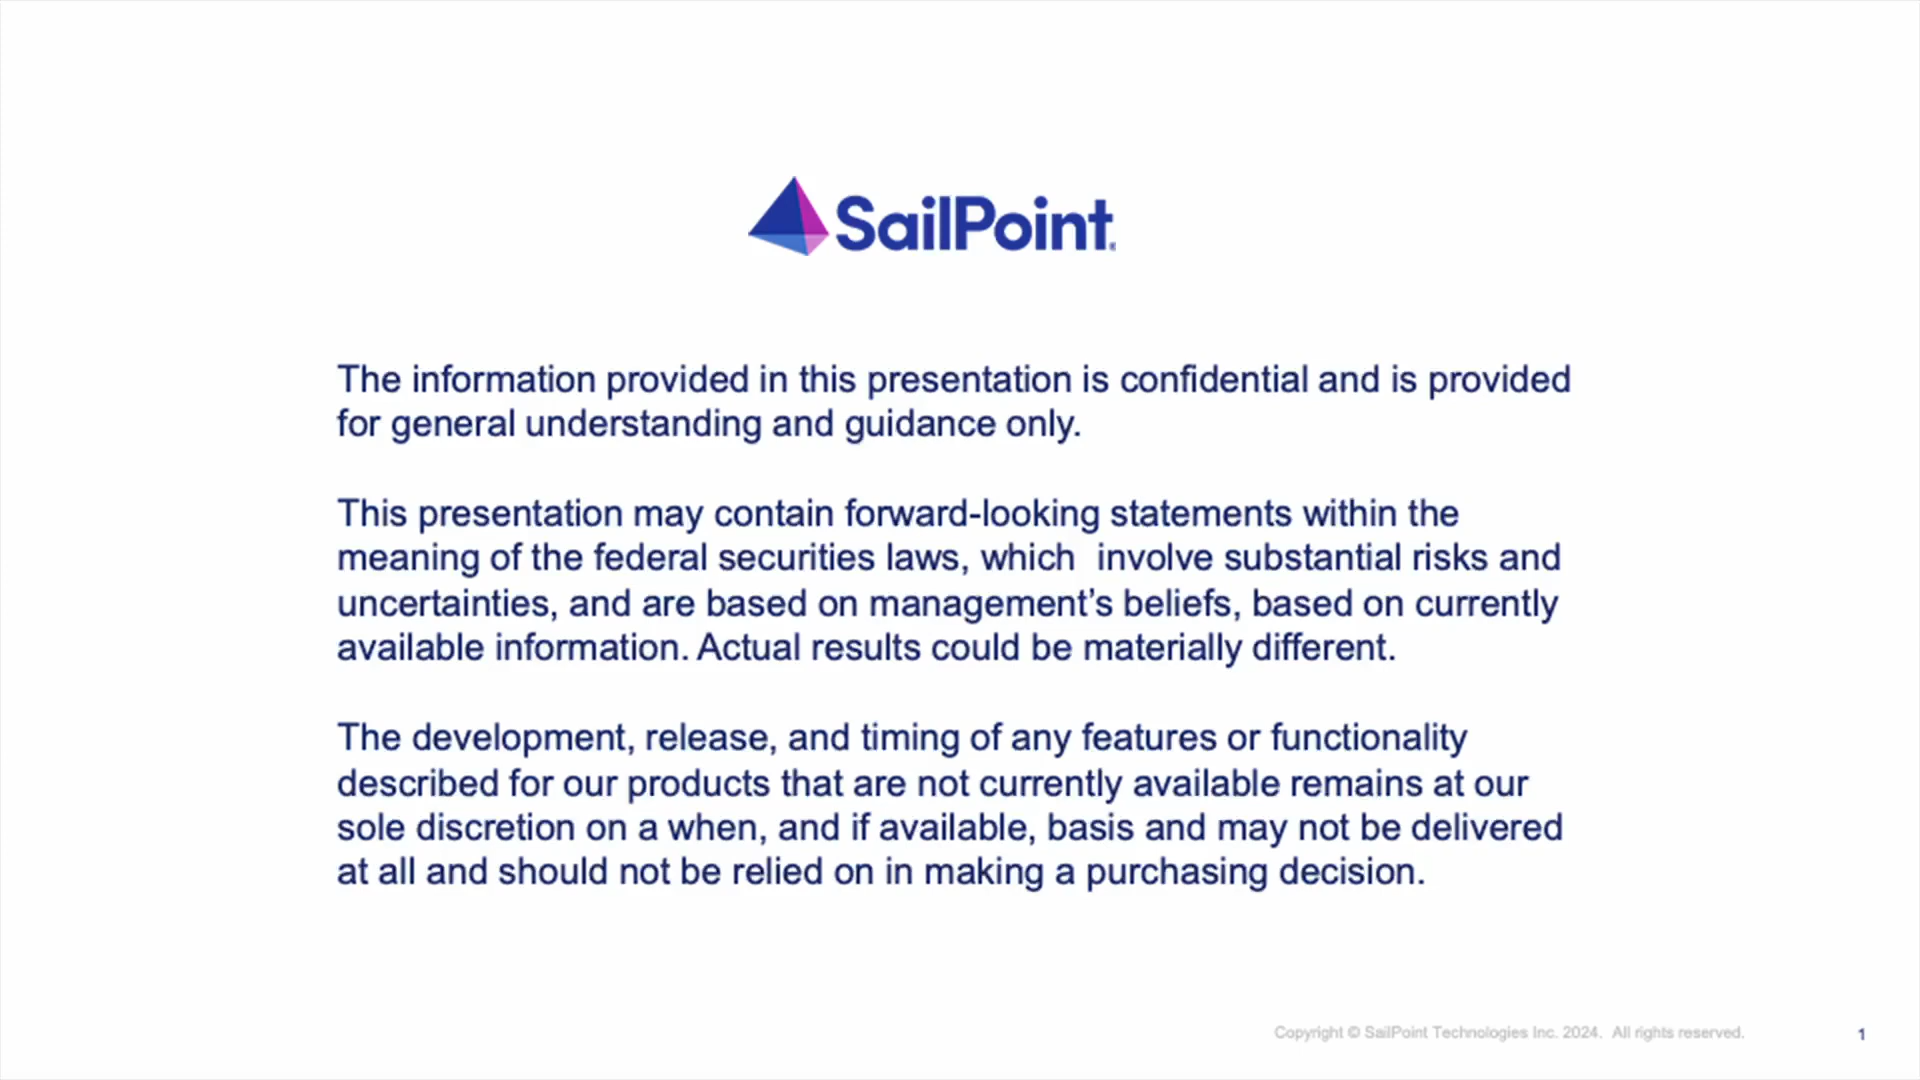 SailPoint®
The information provided in this presentation is confidential and is provided
for general understanding and guidance only.
This presentation may contain forward-looking statements within the
meaning of the federal securities laws, which  involve substantial risks and
uncertainties, and are based on management’s beliefs, based on currently
available information. Actual results could be materially different.
The development, release, and timing of any features or functionality
described for our products that are not currently available remains at our
sole discretion on a when, and if available, basis and may not be delivered
at all and should not be relied on in making a purchasing decision.
Copyright © SailPoint Technologies Inc. 2024.  All rights reserved.
1